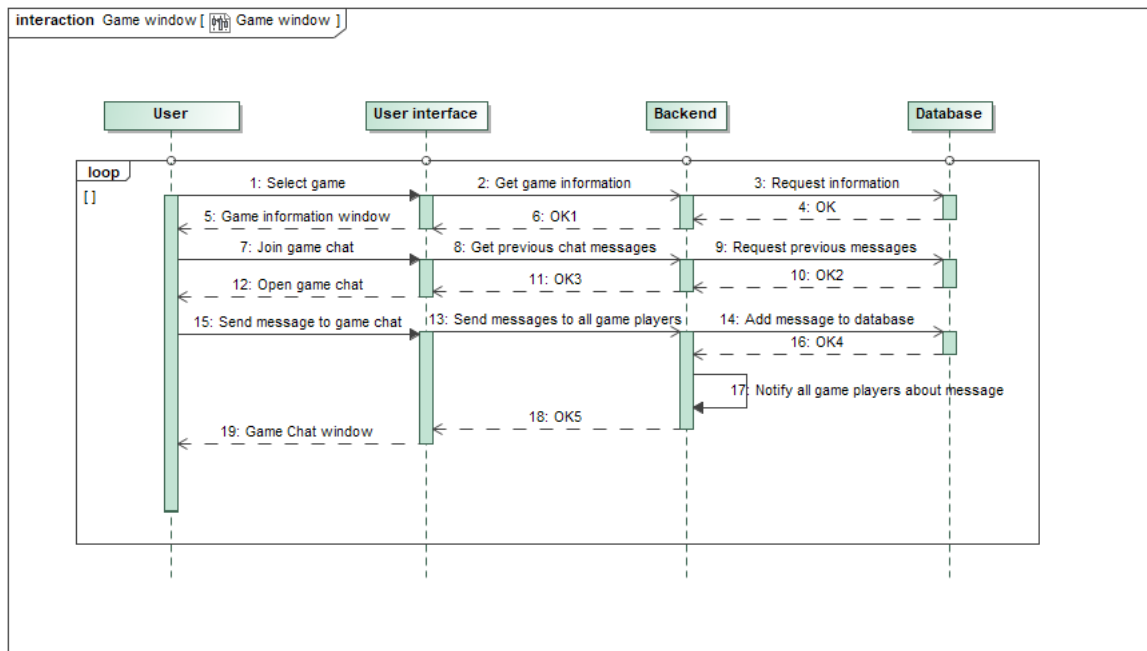 interaction Game window [ Game window ]
User
User interface
Backend
Database
loop
[ ]
1: Select game
2: Get game information
3: Request information
4: OK
5: Game information window
6: OK1
7: Join game chat
8: Get previous chat messages
9: Request previous messages
10: OK2
11: OK3
12: Open game chat
15: Send message to game chat
13: Send messages to all game players
14: Add message to database
16: OK4
17: Notify all game players about message
18: OK5
19: Game Chat window